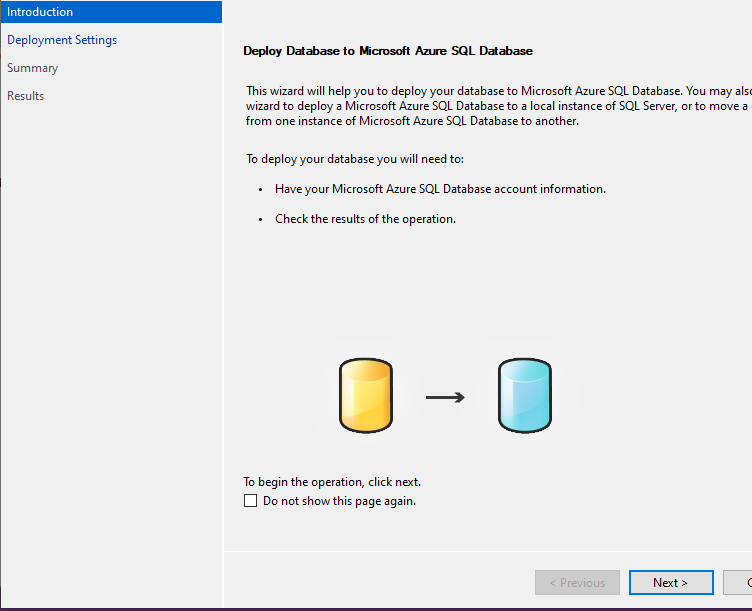 Introduction
Deployment Settings
Summary
Results
Deploy Database to Microsoft Azure SQL Database
This wizard will help you to deploy your database to Microsoft Azure SQL Database. You may also
wizard to deploy a Microsoft Azure SQL Database to a local instance of SQL Server, or to move a
from one instance of Microsoft Azure SQL Database to another.
To deploy your database you will need to:
• Have your Microsoft Azure SQL Database account information.
• Check the results of the operation.
To begin the operation, click next.
Do not show this page again.
< Previous
Next >